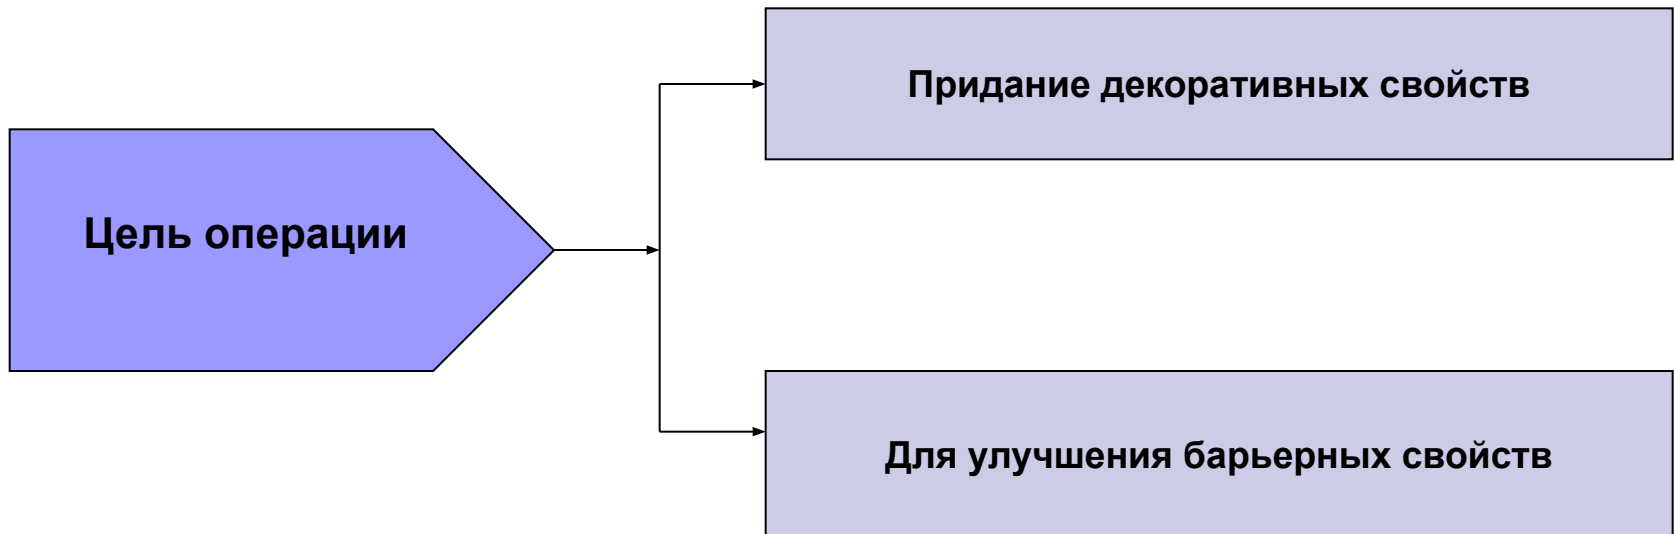 Придание декоративных свойств
Цель операции
Для улучшения барьерных свойств